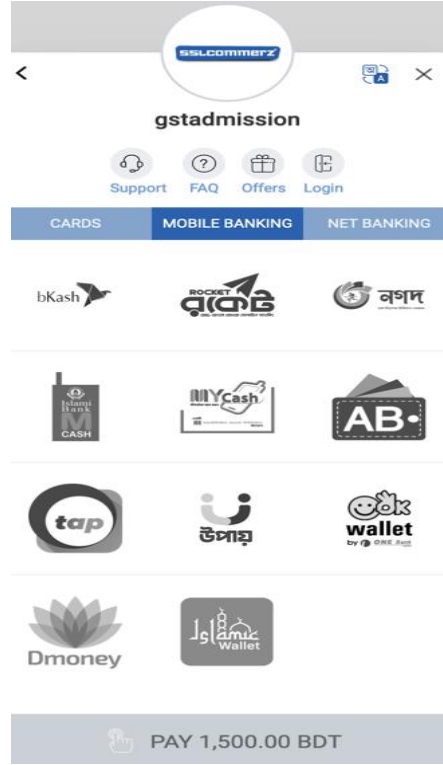 SSLCOMMERZ
gstadmission
Support FAQ Offers Login
CARDS MOBILE BANKING NET BANKING
bKash
ROCKET
রকেট
নগদ
Islami
Bank
M
CASH
MYCash
AB
tap
উপায়
OK
wallet
by ONE Bank
Dmoney
Islamic
Wallet
PAY 1,500.00 BDT